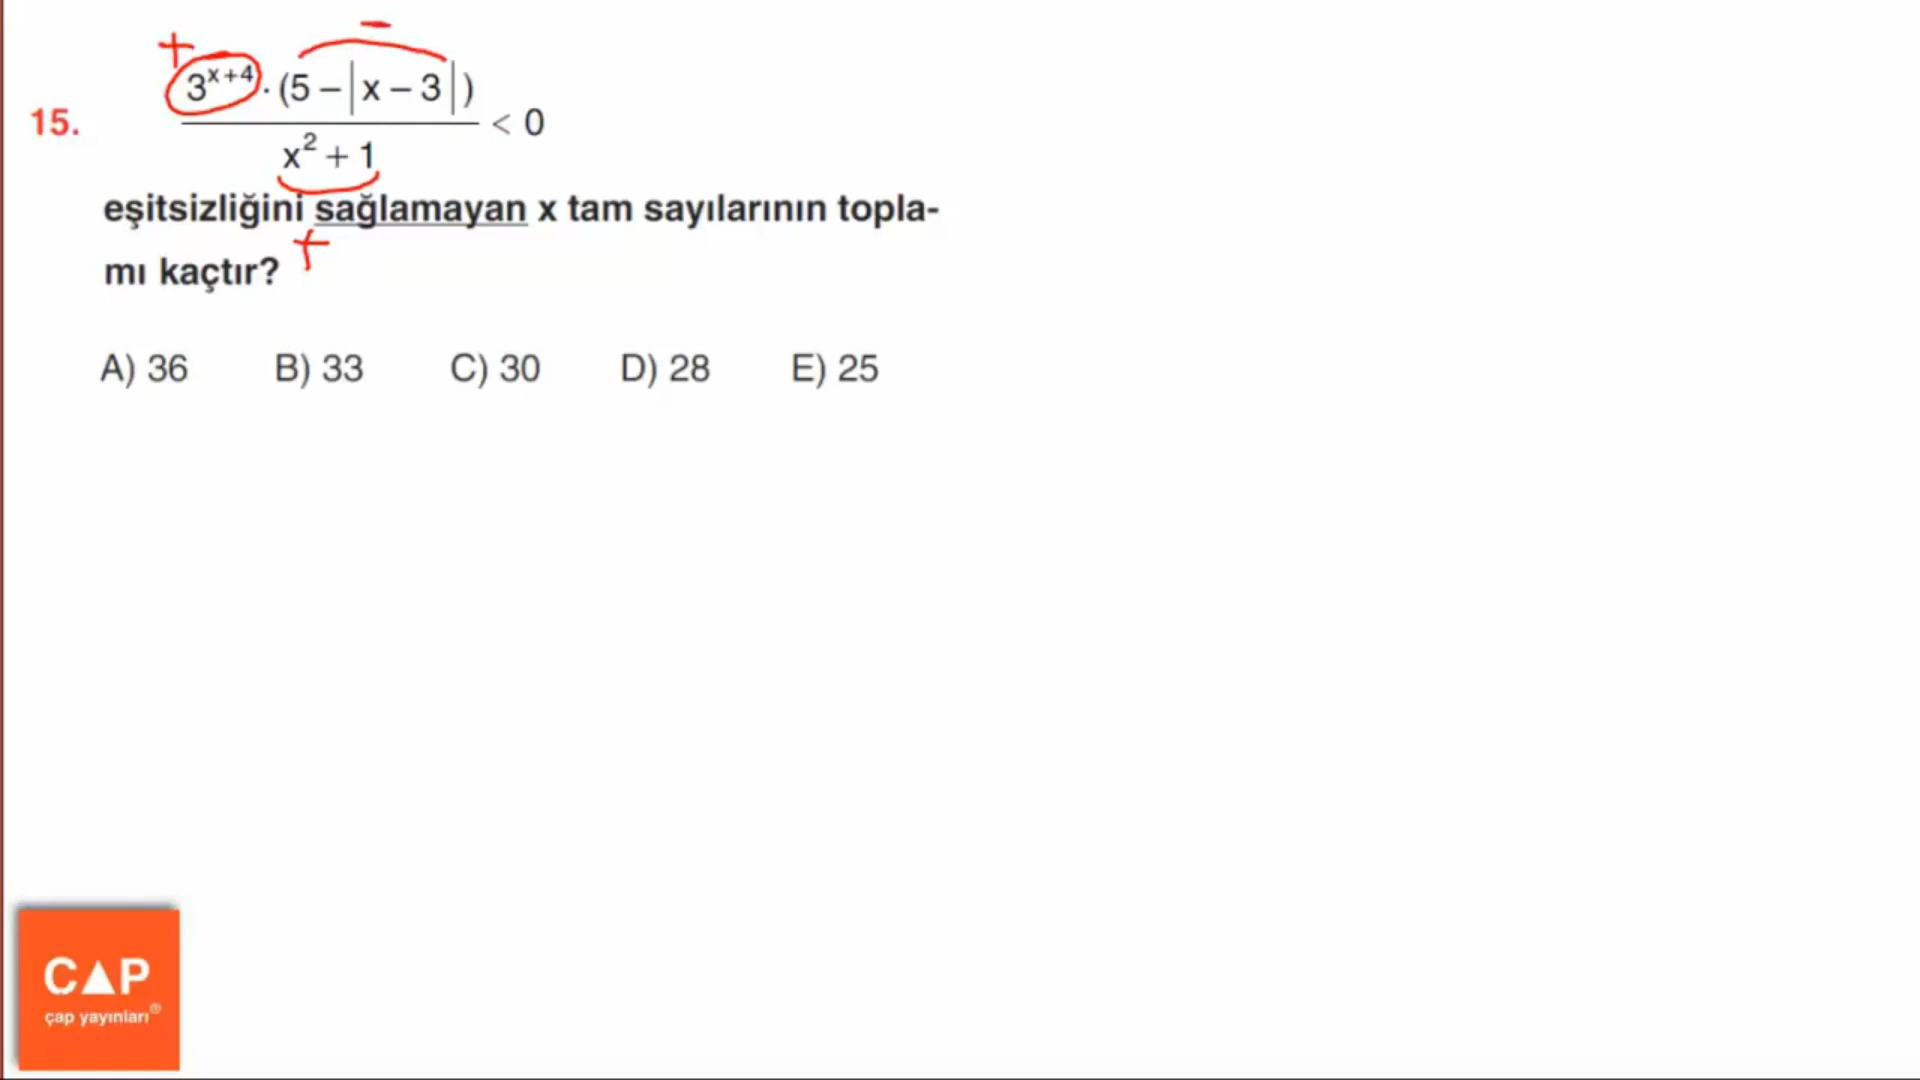 +
−
15. 3^(x+4) · (5 − |x − 3|)
x² + 1
< 0
eşitsizliğini sağlamayan x tam sayılarının topla-
+
mı kaçtır?
A) 36 B) 33 C) 30 D) 28 E) 25
CAP
çap yayınları®